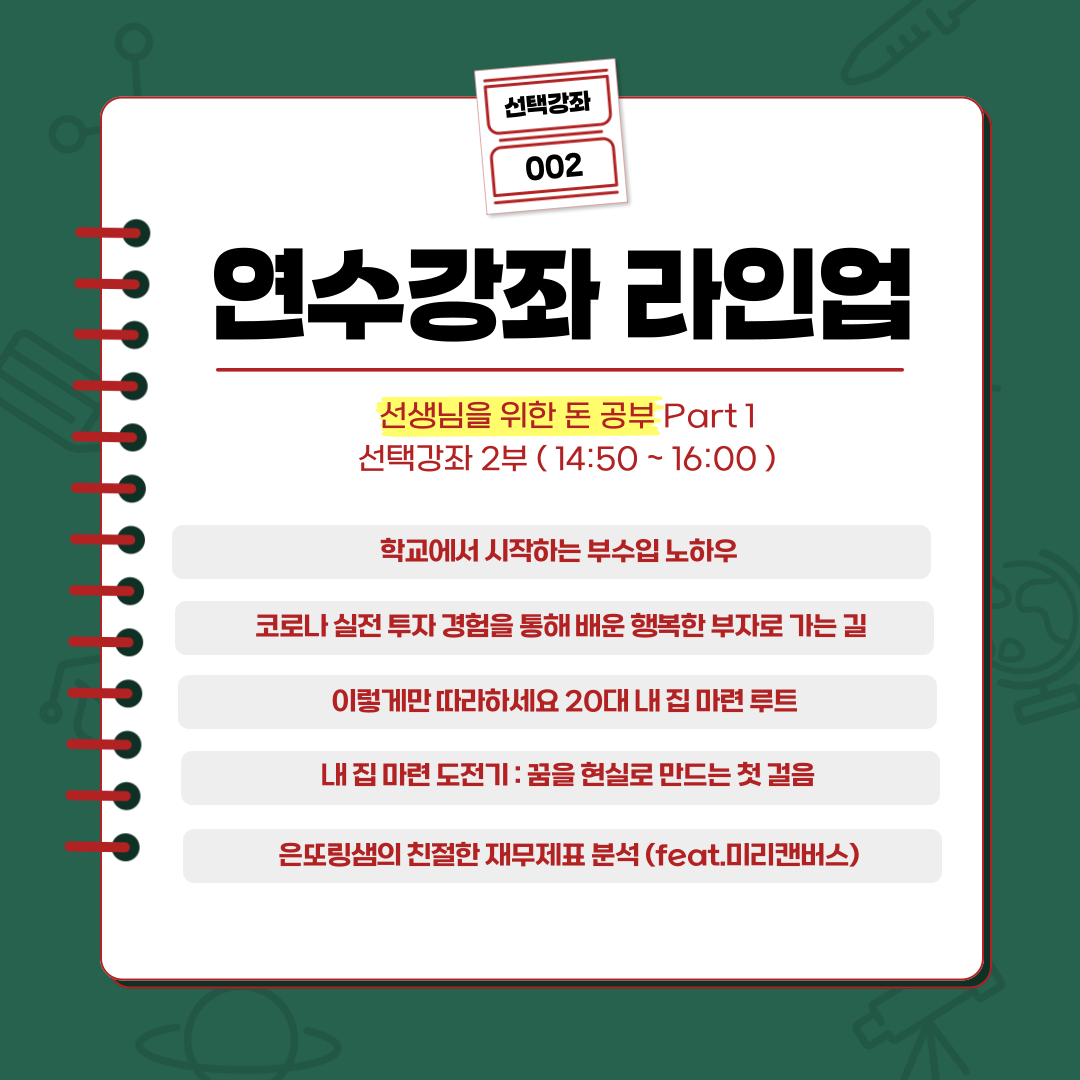 선택강좌
002
연수강좌 라인업
선생님을 위한 돈 공부 Part 1
선택강좌 2부 ( 14:50 ~ 16:00 )
학교에서 시작하는 부수입 노하우
코로나 실전 투자 경험을 통해 배운 행복한 부자로 가는 길
이렇게만 따라하세요 20대 내 집 마련 루트
내 집 마련 도전기 : 꿈을 현실로 만드는 첫 걸음
은또링샘의 친절한 재무제표 분석 (feat.미리캔버스)